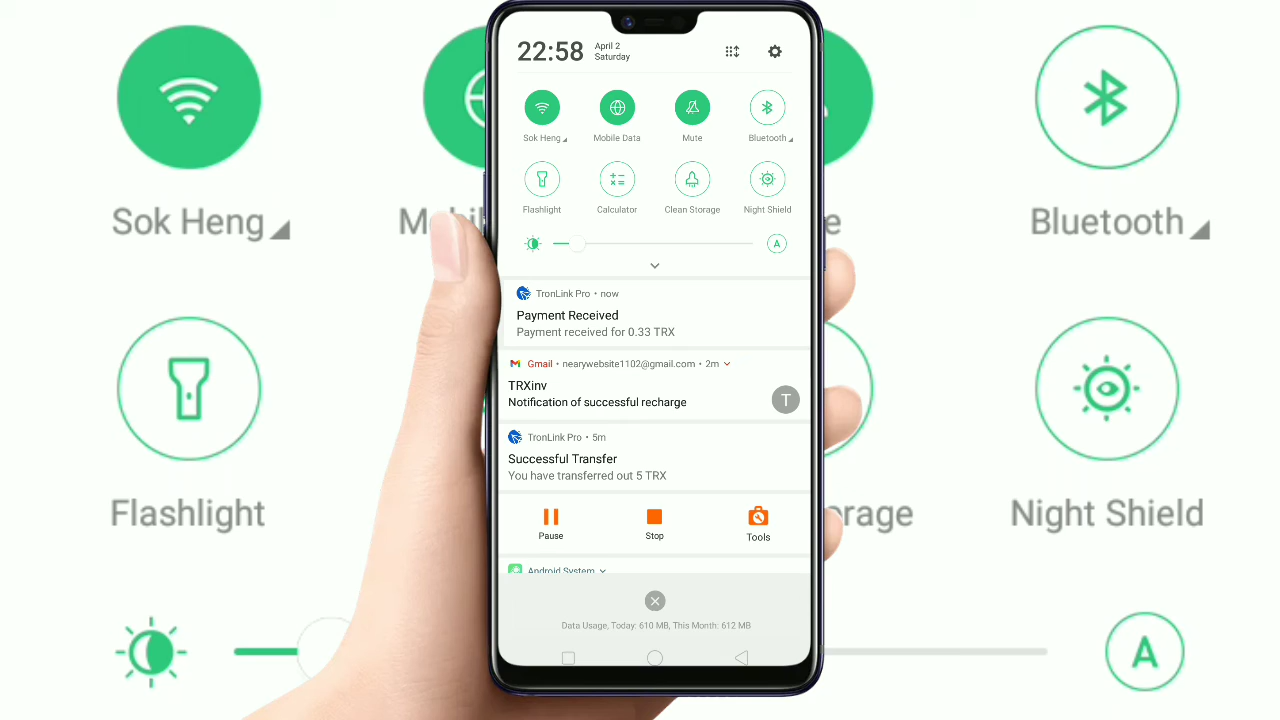 22:58
April 2
Saturday
Sok Heng
Mobile Data
Mute
Bluetooth
Flashlight
Calculator
Clean Storage
Night Shield
A
TronLink Pro • now
Payment Received
Payment received for 0.33 TRX
Gmail • nearywebsite1102@gmail.com • 2m
TRXinv
Notification of successful recharge
T
TronLink Pro • 5m
Successful Transfer
You have transferred out 5 TRX
Pause
Stop
Tools
Android System
Data Usage, Today: 610 MB, This Month: 612 MB
Sok Heng
Bluetooth
Flashlight
Night Shield
A